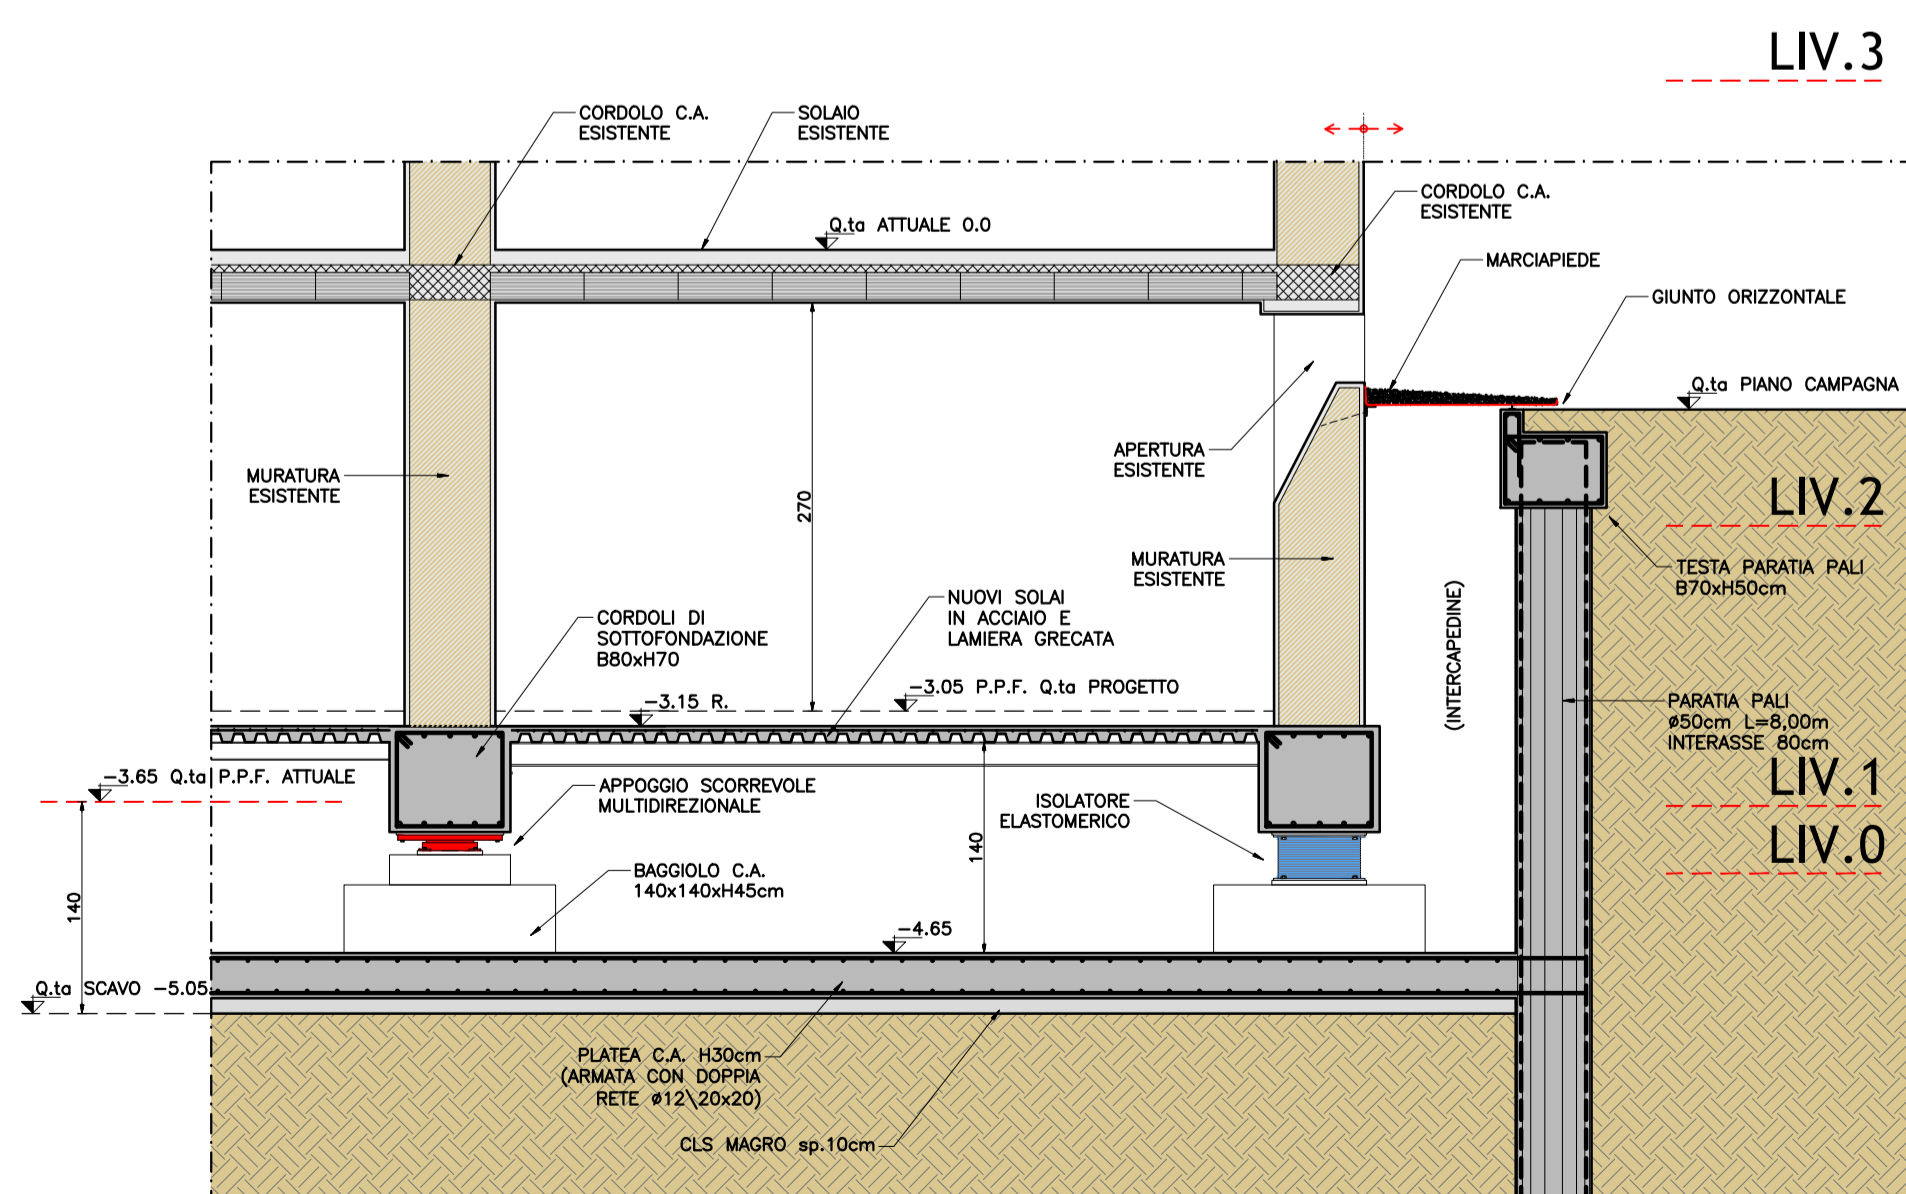 LIV.3
CORDOLO C.A.
ESISTENTE
SOLAIO
ESISTENTE
CORDOLO C.A.
ESISTENTE
Q.ta ATTUALE 0.0
MARCIAPIEDE
GIUNTO ORIZZONTALE
Q.ta PIANO CAMPAGNA
APERTURA
ESISTENTE
MURATURA
ESISTENTE
270
LIV.2
MURATURA
ESISTENTE
TESTA PARATIA PALI
B70xH50cm
(INTERCAPEDINE)
NUOVI SOLAI
IN ACCIAIO E
LAMIERA GRECATA
CORDOLI DI
SOTTOFONDAZIONE
B80xH70
-3.15 R.
-3.05 P.P.F. Q.ta PROGETTO
PARATIA PALI
ø50cm L=8,00m
INTERASSE 80cm
LIV.1
-3.65 Q.ta P.P.F. ATTUALE
APPOGGIO SCORREVOLE
MULTIDIREZIONALE
ISOLATORE
ELASTOMERICO
LIV.0
140
BAGGIOLO C.A.
140x140xH45cm
140
-4.65
Q.ta SCAVO -5.05
PLATEA C.A. H30cm
(ARMATA CON DOPPIA
RETE ø12\20x20)
CLS MAGRO sp.10cm